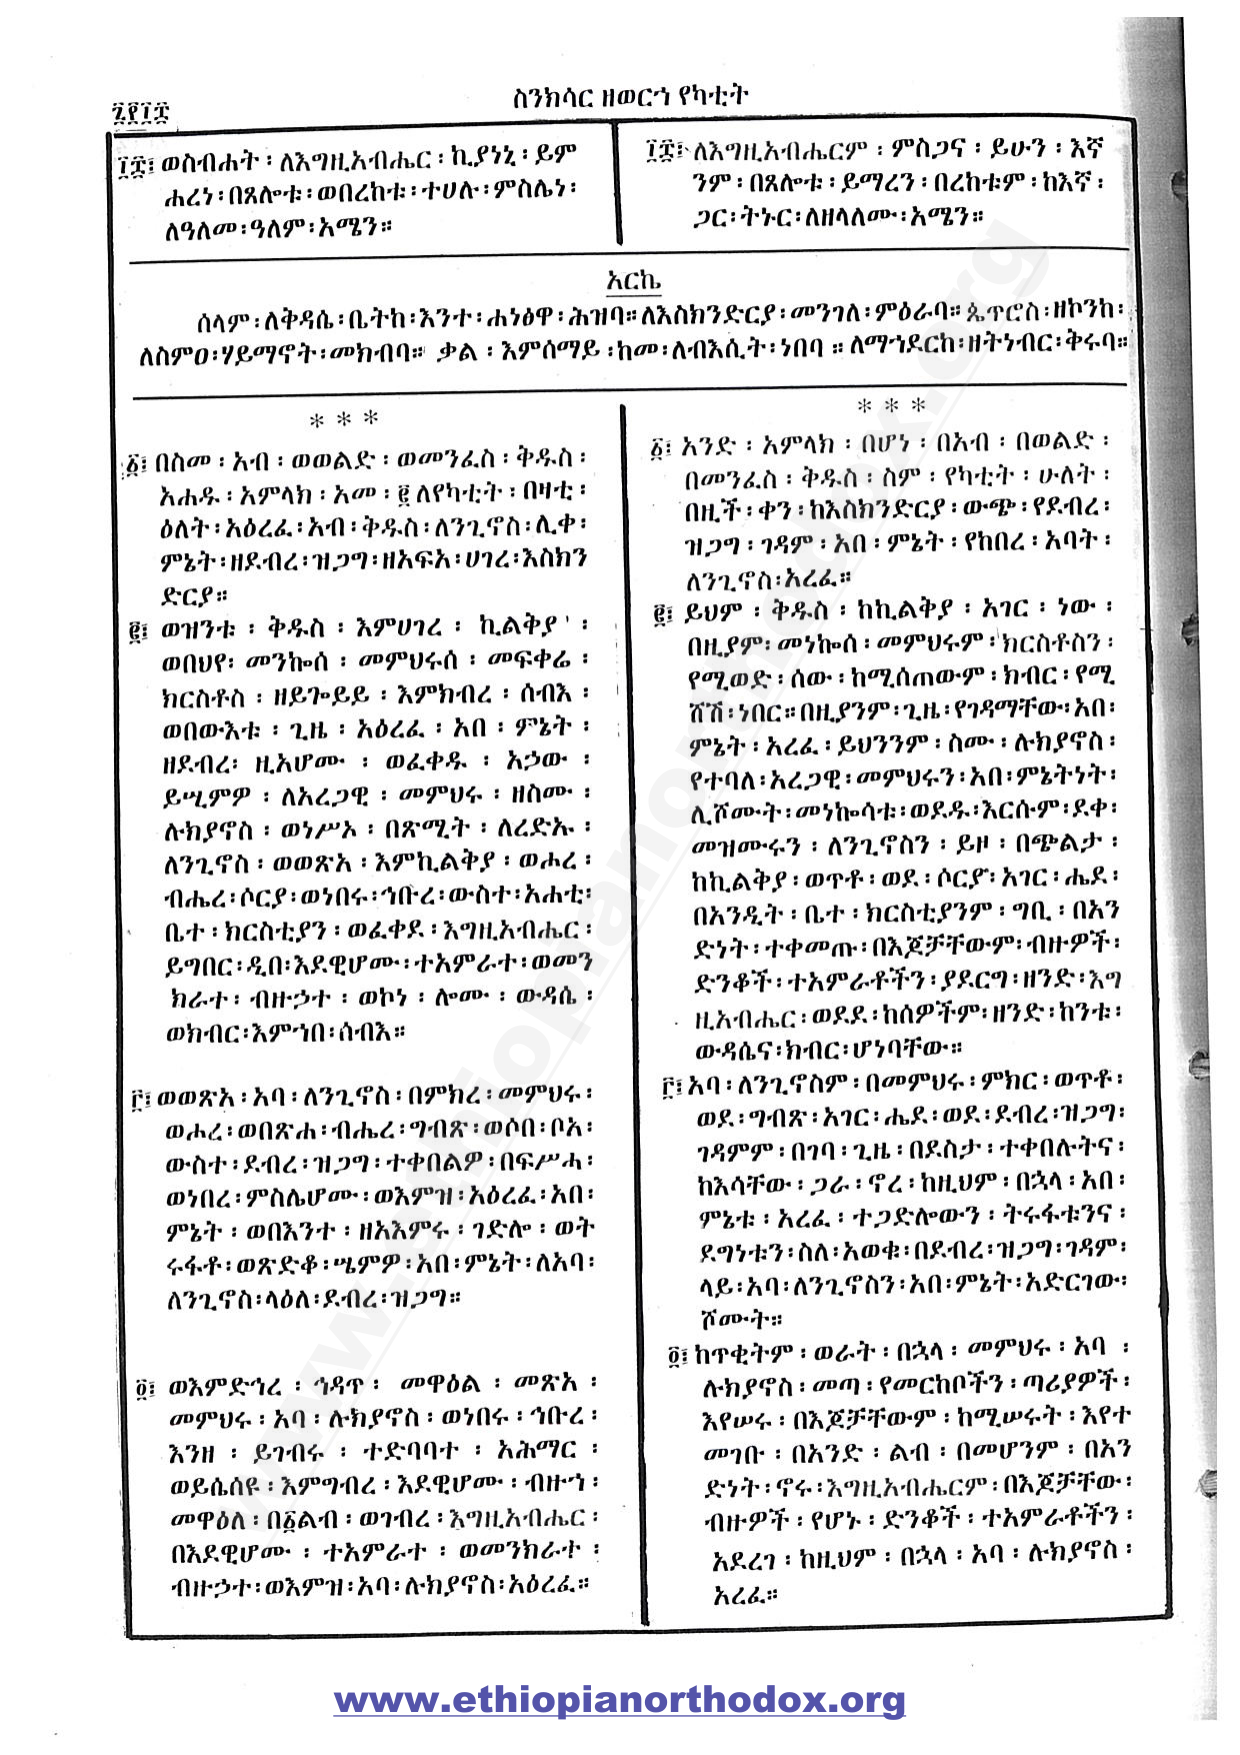 ፺፻፲፰
ስንክሳር ዘወርኀ የካቲት
፲፰፤ ወስብሐት ፡ ለእግዚአብሔር ፡ ኪያነኒ ፡ ይም
ሐረነ ፡ በጸሎቱ ፡ ወበረከቱ ፡ ተሀሉ ፡ ምስሌነ ፡
ለዓለመ ፡ ዓለም ፡ አሜን ።
፲፰፤ ለእግዚአብሔርም ፡ ምስጋና ፡ ይሁን ፡ እኛ
ንም ፡ በጸሎቱ ፡ ይማረን ፡ በረከቱም ፡ ከእኛ ፡
ጋር ፡ ትኑር ፡ ለዘላለሙ ፡ አሜን ።
አርኬ
ሰላም ፡ ለቅዳሴ ፡ ቤትከ ፡ እንተ ፡ ሐነፅዋ ፡ ሕዝባ ። ለእስክንድርያ ፡ መንገለ ፡ ምዕራባ ። ጴጥሮስ ፡ ዘኮንከ ፡
ለስምዐ ፡ ሃይማኖት ፡ መክብባ ። ቃል ፡ እምሰማይ ፡ ከመ ፡ ለብእሲት ፡ ነበባ ። ለማኀደርከ ፡ ዘትነብር ፡ ቅሩባ ።
* * *
፩፤ በስመ ፡ አብ ፡ ወወልድ ፡ ወመንፈስ ፡ ቅዱስ ፡
አሐዱ ፡ አምላክ ፡ አመ ፡ ፪ ለየካቲት ፡ በዛቲ ፡
ዕለት ፡ አዕረፈ ፡ አብ ፡ ቅዱስ ፡ ለንጊኖስ ፡ ሊቀ ፡
ምኔት ፡ ዘደብረ ፡ ዝጋግ ፡ ዘአፍአ ፡ ሀገረ ፡ እስክን
ድርያ ።
፪፤ ወዝንቱ ፡ ቅዱስ ፡ እምሀገረ ፡ ኪልቅያ ፡
ወበህየ ፡ መንኰሰ ፡ መምህሩሰ ፡ መፍቀሬ ፡
ክርስቶስ ፡ ዘይጐይይ ፡ እምክብረ ፡ ሰብእ ፡
ወበውእቱ ፡ ጊዜ ፡ አዕረፈ ፡ አበ ፡ ምኔት ፡
ዘደብረ ፡ ዚአሆሙ ፡ ወፈቀዱ ፡ አኃው ፡
ይሢምዎ ፡ ለአረጋዊ ፡ መምህሩ ፡ ዘስሙ ፡
ሉክያኖስ ፡ ወነሥኦ ፡ በጽሚት ፡ ለረድኡ ፡
ለንጊኖስ ፡ ወወጽአ ፡ እምኪልቅያ ፡ ወሖረ ፡
ብሔረ ፡ ሶርያ ፡ ወነበሩ ፡ ኅቡረ ፡ ውስተ ፡ አሐቲ ፡
ቤተ ፡ ክርስቲያን ፡ ወፈቀደ ፡ እግዚአብሔር ፡
ይግበር ፡ ዲበ ፡ እደዊሆሙ ፡ ተአምራተ ፡ ወመን
ክራተ ፡ ብዙኃተ ፡ ወኮነ ፡ ሎሙ ፡ ውዳሴ ፡
ወክብር ፡ እምኀበ ፡ ሰብእ ።
፫፤ ወወጽአ ፡ አባ ፡ ለንጊኖስ ፡ በምክረ ፡ መምህሩ ፡
ወሖረ ፡ ወበጽሐ ፡ ብሔረ ፡ ግብጽ ፡ ወሶበ ፡ ቦአ ፡
ውስተ ፡ ደብረ ፡ ዝጋግ ፡ ተቀበልዎ ፡ በፍሥሓ ፡
ወነበረ ፡ ምስሌሆሙ ፡ ወእምዝ ፡ አዕረፈ ፡ አበ ፡
ምኔት ፡ ወበእንተ ፡ ዘአእምሩ ፡ ገድሎ ፡ ወት
ሩፋቶ ፡ ወጽድቆ ፡ ሤምዎ ፡ አበ ፡ ምኔት ፡ ለአባ ፡
ለንጊኖስ ፡ ላዕለ ፡ ደብረ ፡ ዝጋግ ።
፬፤ ወእምድኅረ ፡ ኅዳጥ ፡ መዋዕል ፡ መጽአ ፡
መምህሩ ፡ አባ ፡ ሉክያኖስ ፡ ወነበሩ ፡ ኅቡረ ፡
እንዘ ፡ ይገብሩ ፡ ተድባባተ ፡ አሕማር ፡
ወይሴሰዩ ፡ እምግብረ ፡ እደዊሆሙ ፡ ብዙኀ ፡
መዋዕለ ፡ በ፩ልብ ፡ ወገብረ ፡ እግዚአብሔር ፡
በእደዊሆሙ ፡ ተአምራተ ፡ ወመንክራተ ፡
ብዙኃተ ፡ ወእምዝ ፡ አባ ፡ ሉክያኖስ ፡ አዕረፈ ።
* * *
፩፤ አንድ ፡ አምላክ ፡ በሆነ ፡ በአብ ፡ በወልድ ፡
በመንፈስ ፡ ቅዱስ ፡ ስም ፡ የካቲት ፡ ሁለት ፡
በዚች ፡ ቀን ፡ ከእስክንድርያ ፡ ውጭ ፡ የደብረ ፡
ዝጋግ ፡ ገዳም ፡ አበ ፡ ምኔት ፡ የከበረ ፡ አባት ፡
ለንጊኖስ ፡ አረፈ ።
፪፤ ይህም ፡ ቅዱስ ፡ ከኪልቅያ ፡ አገር ፡ ነው ፡
በዚያም ፡ መነኰሰ ፡ መምህሩም ፡ ክርስቶስን ፡
የሚወድ ፡ ሰው ፡ ከሚሰጠውም ፡ ክብር ፡ የሚ
ሸሽ ፡ ነበር ። በዚያንም ፡ ጊዜ ፡ የገዳማቸው ፡ አበ ፡
ምኔት ፡ አረፈ ፡ ይህንንም ፡ ስሙ ፡ ሉክያኖስ ፡
የተባለ ፡ አረጋዊ ፡ መምህሩን ፡ አበ ፡ ምኔትነት ፡
ሊሾሙት ፡ መነኰሳቱ ፡ ወደዱ ፡ እርሱም ፡ ደቀ ፡
መዝሙሩን ፡ ለንጊኖስን ፡ ይዞ ፡ በጭልታ ፡
ከኪልቅያ ፡ ወጥቶ ፡ ወደ ፡ ሶርያ ፡ አገር ፡ ሔደ ፡
በአንዲት ፡ ቤተ ፡ ክርስቲያንም ፡ ግቢ ፡ በአን
ድነት ፡ ተቀመጡ ፡ በእጆቻቸውም ፡ ብዙዎች ፡
ድንቆች ፡ ተአምራቶችን ፡ ያደርግ ፡ ዘንድ ፡ እግ
ዚአብሔር ፡ ወደደ ፡ ከሰዎችም ፡ ዘንድ ፡ ከንቱ ፡
ውዳሴና ፡ ክብር ፡ ሆነባቸው ።
፫፤ አባ ፡ ለንጊኖስም ፡ በመምህሩ ፡ ምክር ፡ ወጥቶ ፡
ወደ ፡ ግብጽ ፡ አገር ፡ ሔደ ፡ ወደ ፡ ደብረ ፡ ዝጋግ ፡
ገዳምም ፡ በገባ ፡ ጊዜ ፡ በደስታ ፡ ተቀበሉትና ፡
ከእሳቸው ፡ ጋራ ፡ ኖረ ፡ ከዚህም ፡ በኋላ ፡ አበ ፡
ምኔቱ ፡ አረፈ ፡ ተጋድሎውን ፡ ትሩፋቱንና ፡
ደግነቱን ፡ ስለ ፡ አወቁ ፡ በደብረ ፡ ዝጋግ ፡ ገዳም ፡
ላይ ፡ አባ ፡ ለንጊኖስን ፡ አበ ፡ ምኔት ፡ አድርገው ፡
ሾሙት ።
፬፤ ከጥቂትም ፡ ወራት ፡ በኋላ ፡ መምህሩ ፡ አባ ፡
ሉክያኖስ ፡ መጣ ፡ የመርከቦችን ፡ ጣሪያዎች ፡
እየሠሩ ፡ በእጆቻቸውም ፡ ከሚሠሩት ፡ እየተ
መገቡ ፡ በአንድ ፡ ልብ ፡ በመሆንም ፡ በአን
ድነት ፡ ኖሩ ፡ እግዚአብሔርም ፡ በእጆቻቸው ፡
ብዙዎች ፡ የሆኑ ፡ ድንቆች ፡ ተአምራቶችን ፡
አደረገ ፡ ከዚህም ፡ በኋላ ፡ አባ ፡ ሉክያኖስ ፡
አረፈ ።
www.ethiopianorthodox.org
www.ethiopianorthodox.org